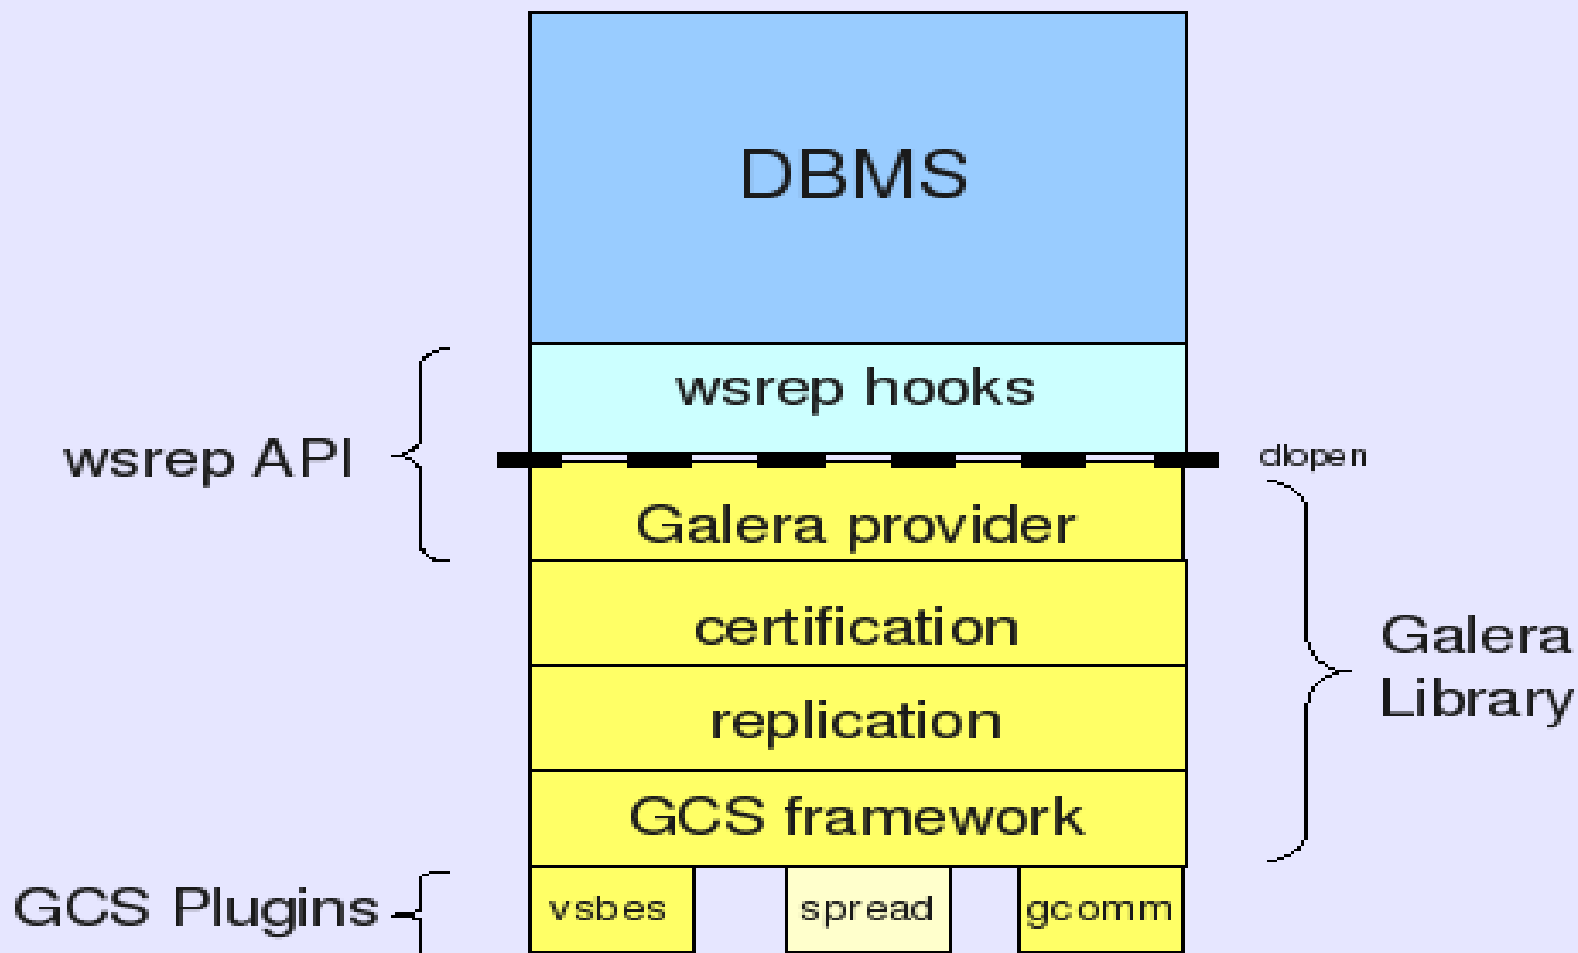 DBMS
wsrep hooks
wsrep API
dlopen
Galera provider
certification
Galera
Library
replication
GCS framework
GCS Plugins
vsbes
spread
gcomm